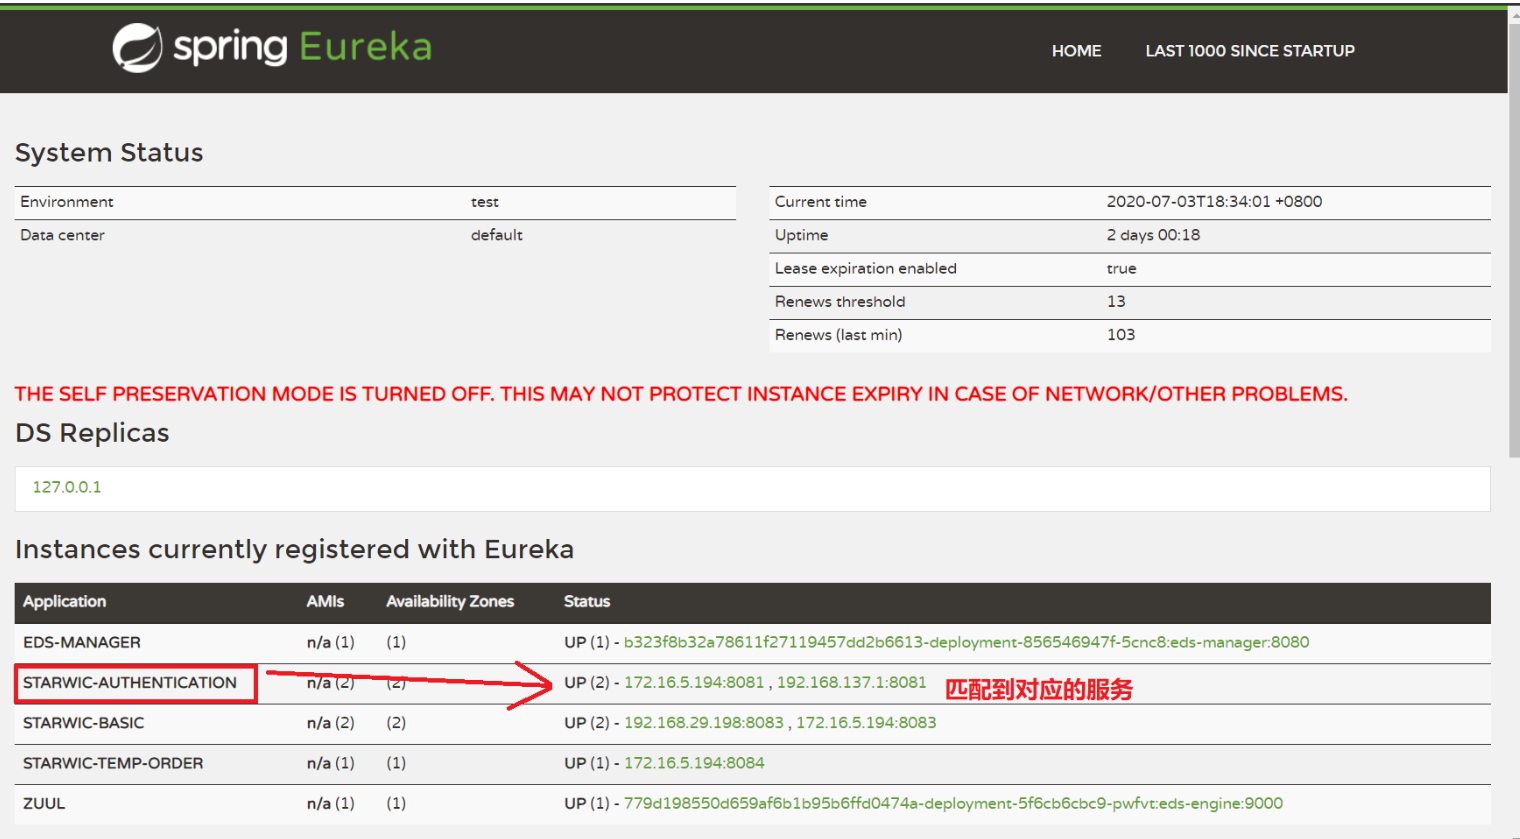 spring Eureka
HOME LAST 1000 SINCE STARTUP
System Status
Environment test
Data center default
Current time 2020-07-03T18:34:01 +0800
Uptime 2 days 00:18
Lease expiration enabled true
Renews threshold 13
Renews (last min) 103
THE SELF PRESERVATION MODE IS TURNED OFF. THIS MAY NOT PROTECT INSTANCE EXPIRY IN CASE OF NETWORK/OTHER PROBLEMS.
DS Replicas
127.0.0.1
Instances currently registered with Eureka
Application AMIs Availability Zones Status
EDS-MANAGER n/a (1) (1) UP (1) - b323f8b32a78611f27119457dd2b6613-deployment-856546947f-5cnc8:eds-manager:8080
STARWIC-AUTHENTICATION n/a (2) (2) UP (2) - 172.16.5.194:8081 , 192.168.137.1:8081 匹配到对应的服务
STARWIC-BASIC n/a (2) (2) UP (2) - 192.168.29.198:8083 , 172.16.5.194:8083
STARWIC-TEMP-ORDER n/a (1) (1) UP (1) - 172.16.5.194:8084
ZUUL n/a (1) (1) UP (1) - 779d198550d659af6b1b95b6ffd0474a-deployment-5f6cb6cbc9-pwfvt:eds-engine:9000